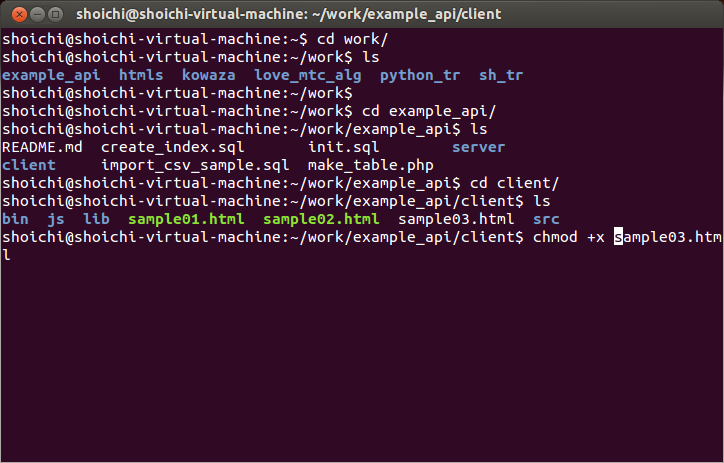 shoichi@shoichi-virtual-machine: ~/work/example_api/client
shoichi@shoichi-virtual-machine:~$ cd work/
shoichi@shoichi-virtual-machine:~/work$ ls
example_api  htmls  kowaza  love_mtc_alg  python_tr  sh_tr
shoichi@shoichi-virtual-machine:~/work$
shoichi@shoichi-virtual-machine:~/work$ cd example_api/
shoichi@shoichi-virtual-machine:~/work/example_api$ ls
README.md  create_index.sql       init.sql        server
client     import_csv_sample.sql  make_table.php
shoichi@shoichi-virtual-machine:~/work/example_api$ cd client/
shoichi@shoichi-virtual-machine:~/work/example_api/client$ ls
bin  js  lib  sample01.html  sample02.html  sample03.html  src
shoichi@shoichi-virtual-machine:~/work/example_api/client$ chmod +x sample03.htm
l